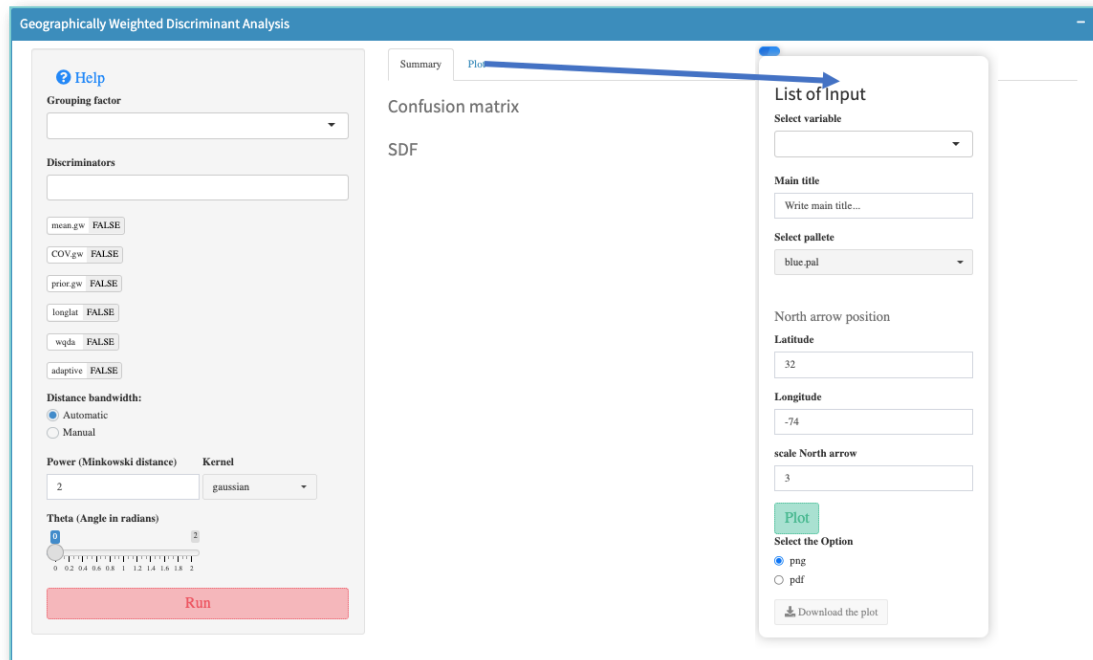 Geographically Weighted Discriminant Analysis
Help
Grouping factor
Discriminators
mean.gw FALSE
COV.gw FALSE
prior.gw FALSE
longlat FALSE
wqda FALSE
adaptive FALSE
Distance bandwidth:
Automatic
Manual
Power (Minkowski distance) Kernel
2 gaussian
Theta (Angle in radians)
0 2
0 0.2 0.4 0.6 0.8 1 1.2 1.4 1.6 1.8 2
Run
Summary Plot
Confusion matrix
SDF
List of Input
Select variable
Main title
Write main title...
Select pallete
blue.pal
North arrow position
Latitude
32
Longitude
-74
scale North arrow
3
Plot
Select the Option
png
pdf
Download the plot